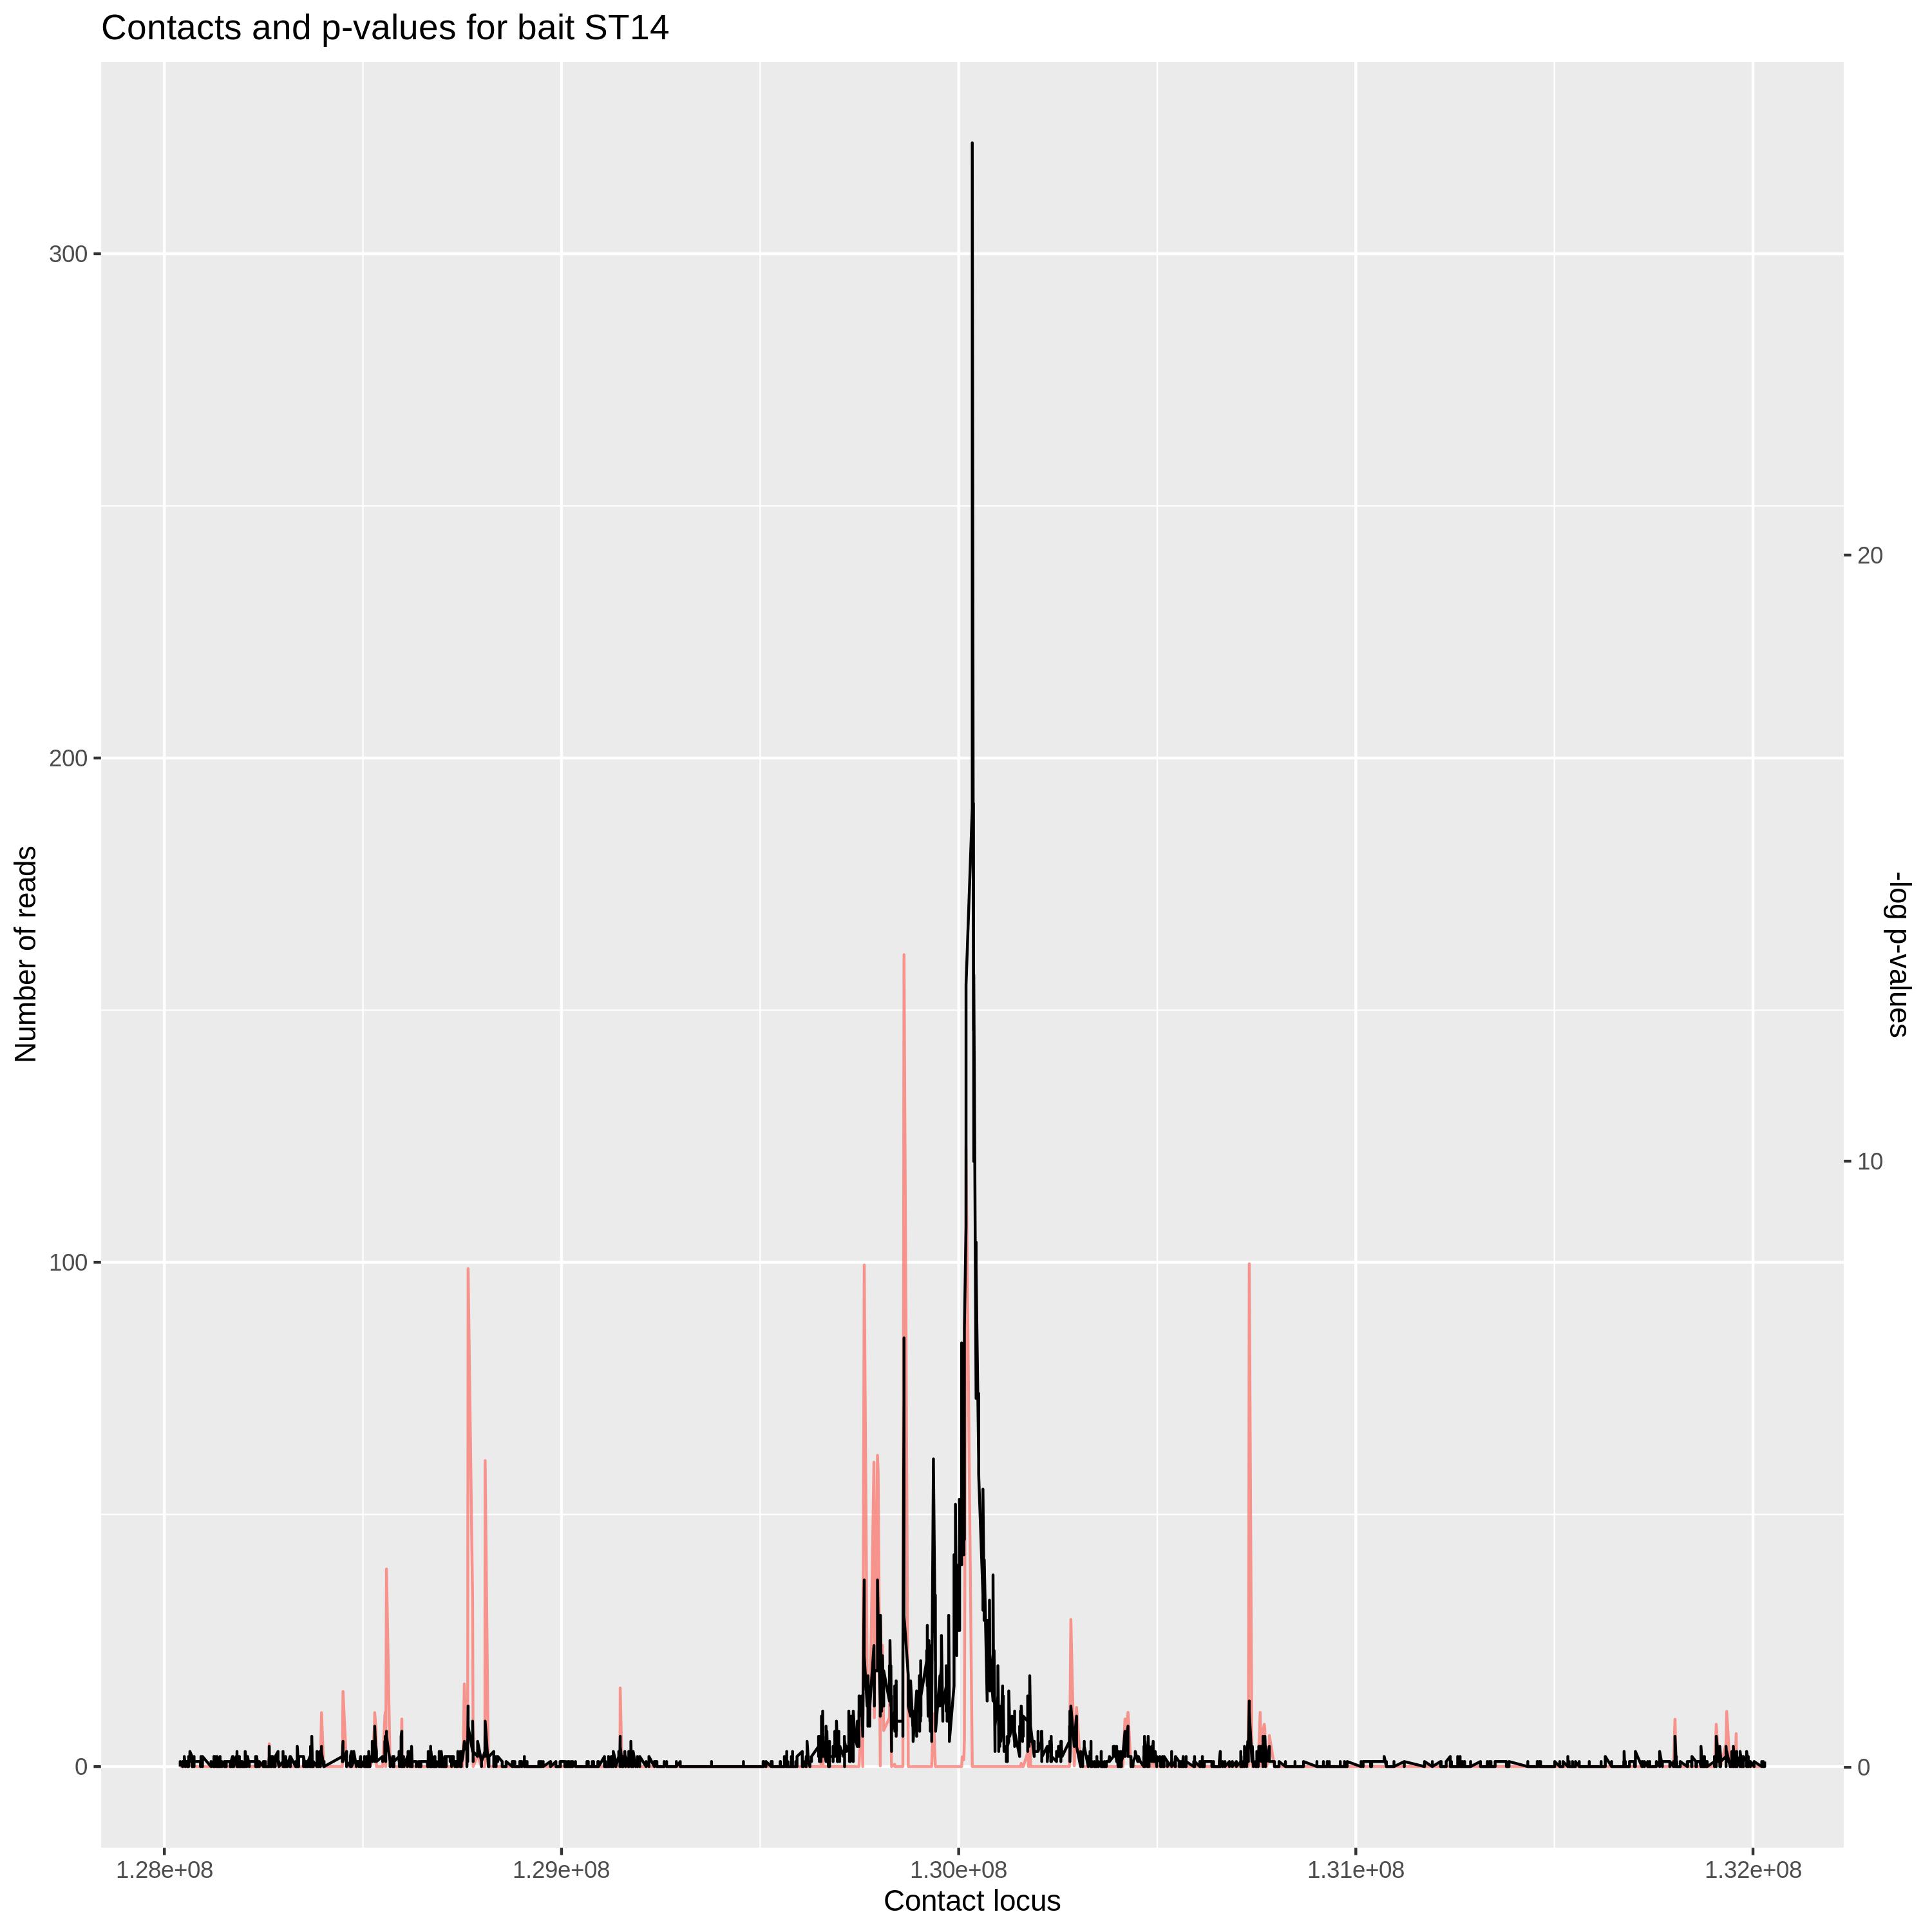 Contacts and p-values for bait ST14
300
200
100
0
Number of reads
20
10
0
-log p-values
1.28e+08
1.29e+08
1.30e+08
1.31e+08
1.32e+08
Contact locus